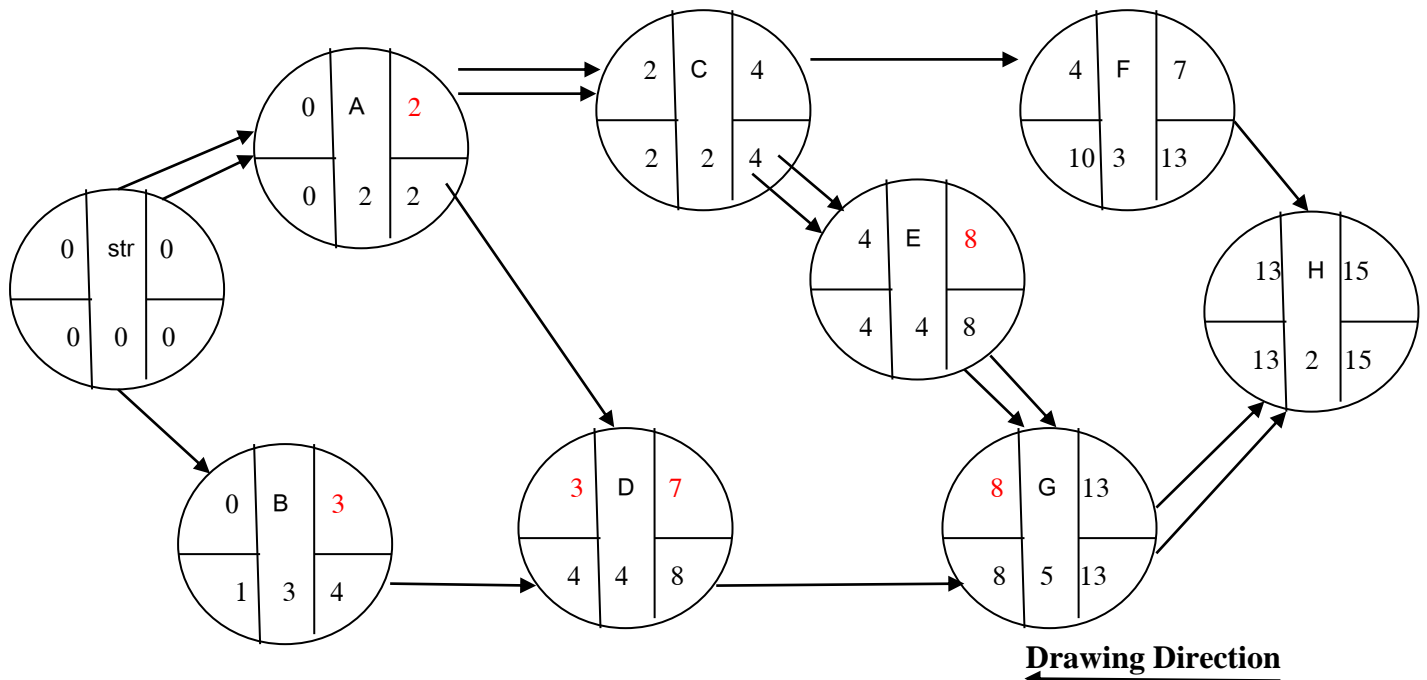 0 str 0
0 0 0
0 A 2
0 2 2
0 B 3
1 3 4
2 C 4
2 2 4
3 D 7
4 4 8
4 E 8
4 4 8
4 F 7
10 3 13
8 G 13
8 5 13
13 H 15
13 2 15
Drawing Direction